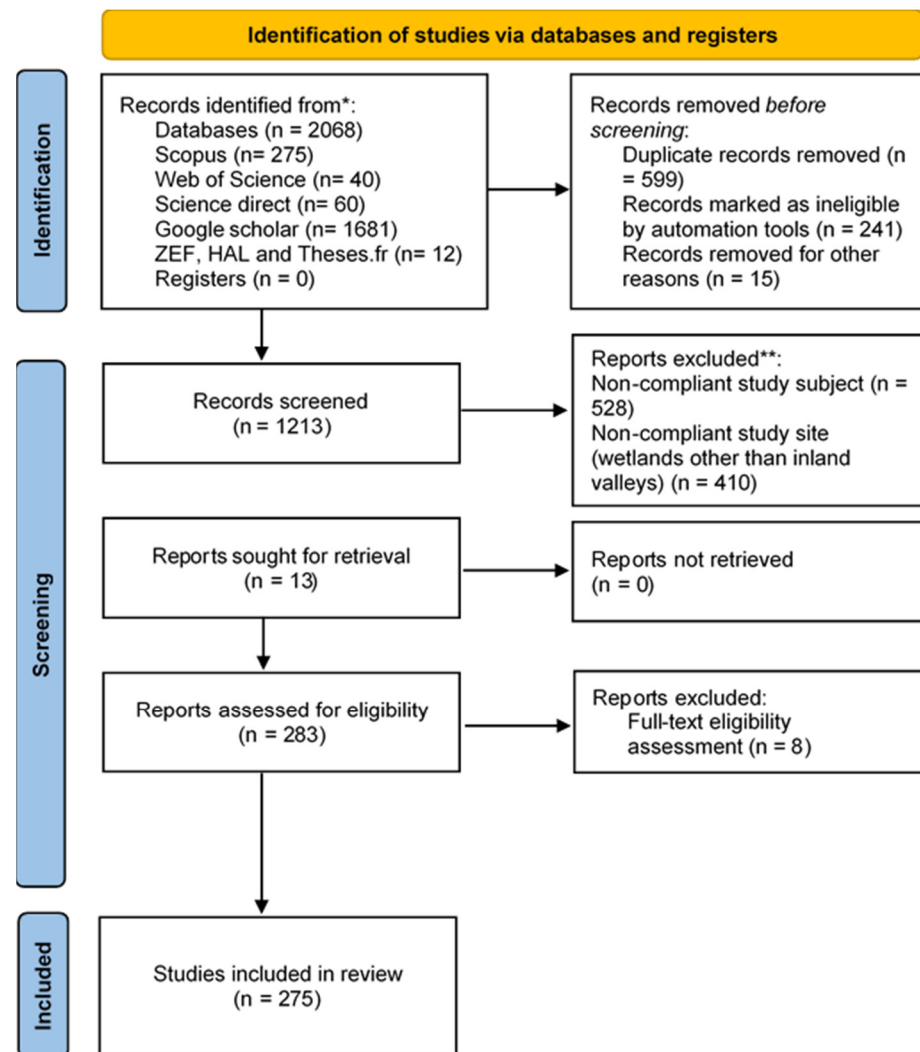 Identification of studies via databases and registers
Identification
Records identified from*:
Databases (n = 2068)
Scopus (n= 275)
Web of Science (n= 40)
Science direct (n= 60)
Google scholar (n= 1681)
ZEF, HAL and Theses.fr (n= 12)
Registers (n = 0)
Records removed before
screening:
Duplicate records removed (n
= 599)
Records marked as ineligible
by automation tools (n = 241)
Records removed for other
reasons (n = 15)
Screening
Records screened
(n = 1213)
Reports excluded**:
Non-compliant study subject (n =
528)
Non-compliant study site
(wetlands other than inland
valleys) (n = 410)
Reports sought for retrieval
(n = 13)
Reports not retrieved
(n = 0)
Reports assessed for eligibility
(n = 283)
Reports excluded:
Full-text eligibility
assessment (n = 8)
Included
Studies included in review
(n = 275)